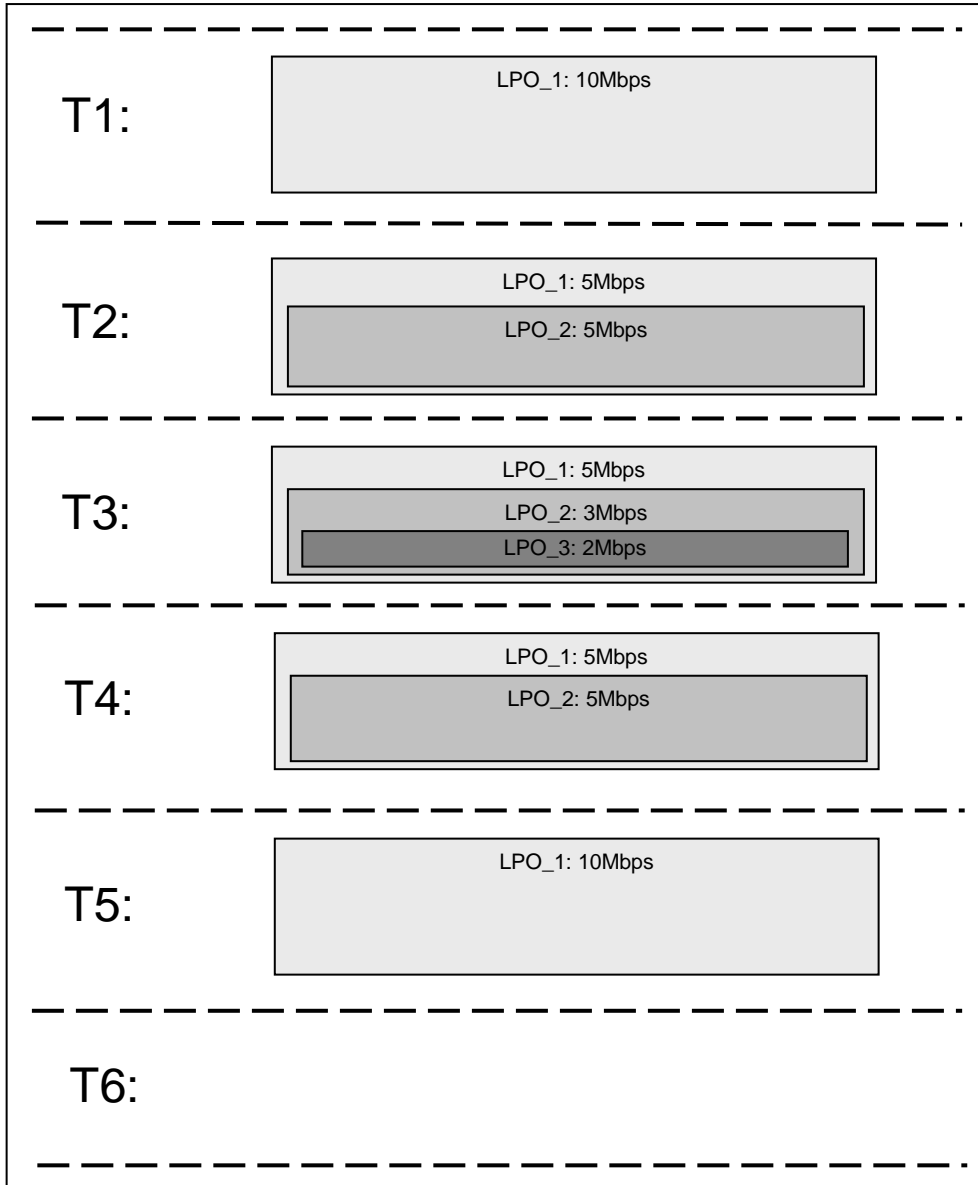 T1:
LPO_1: 10Mbps
T2:
LPO_1: 5Mbps
LPO_2: 5Mbps
T3:
LPO_1: 5Mbps
LPO_2: 3Mbps
LPO_3: 2Mbps
T4:
LPO_1: 5Mbps
LPO_2: 5Mbps
T5:
LPO_1: 10Mbps
T6: